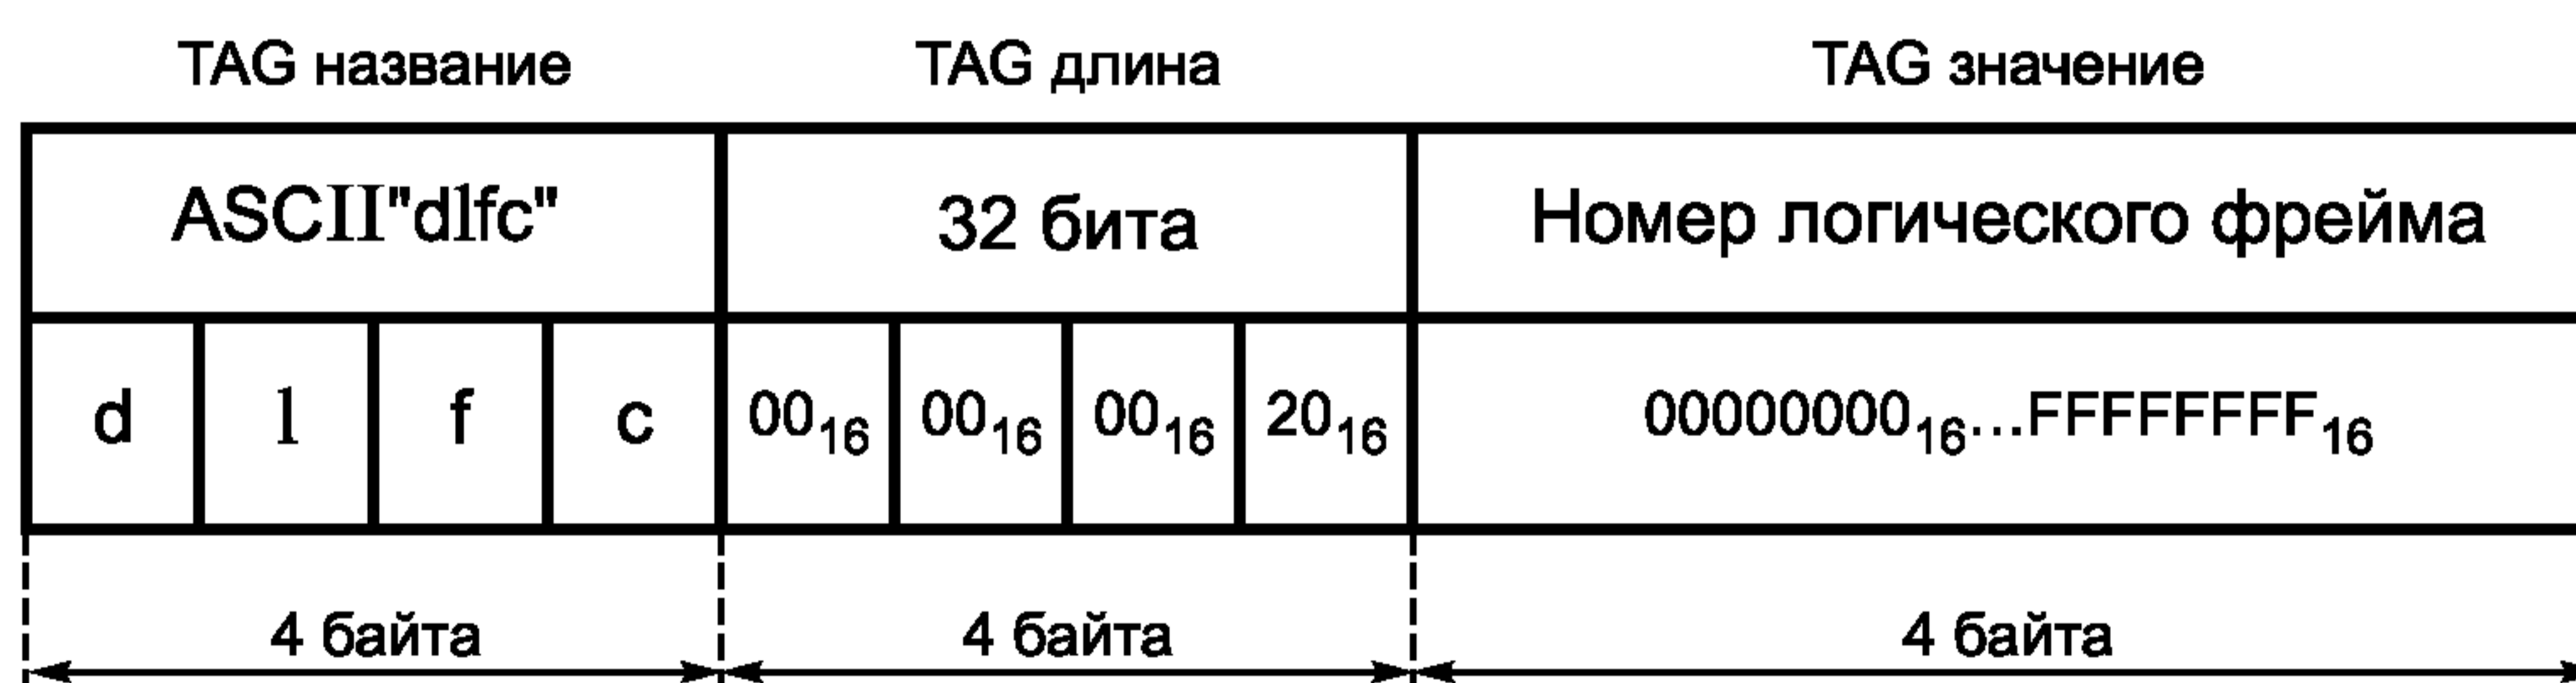 TAG название TAG длина TAG значение
ASCII"dlfc" 32 бита Номер логического фрейма
d l f c 00₁₆ 00₁₆ 00₁₆ 20₁₆ 00000000₁₆...FFFFFFFF₁₆
4 байта 4 байта 4 байта